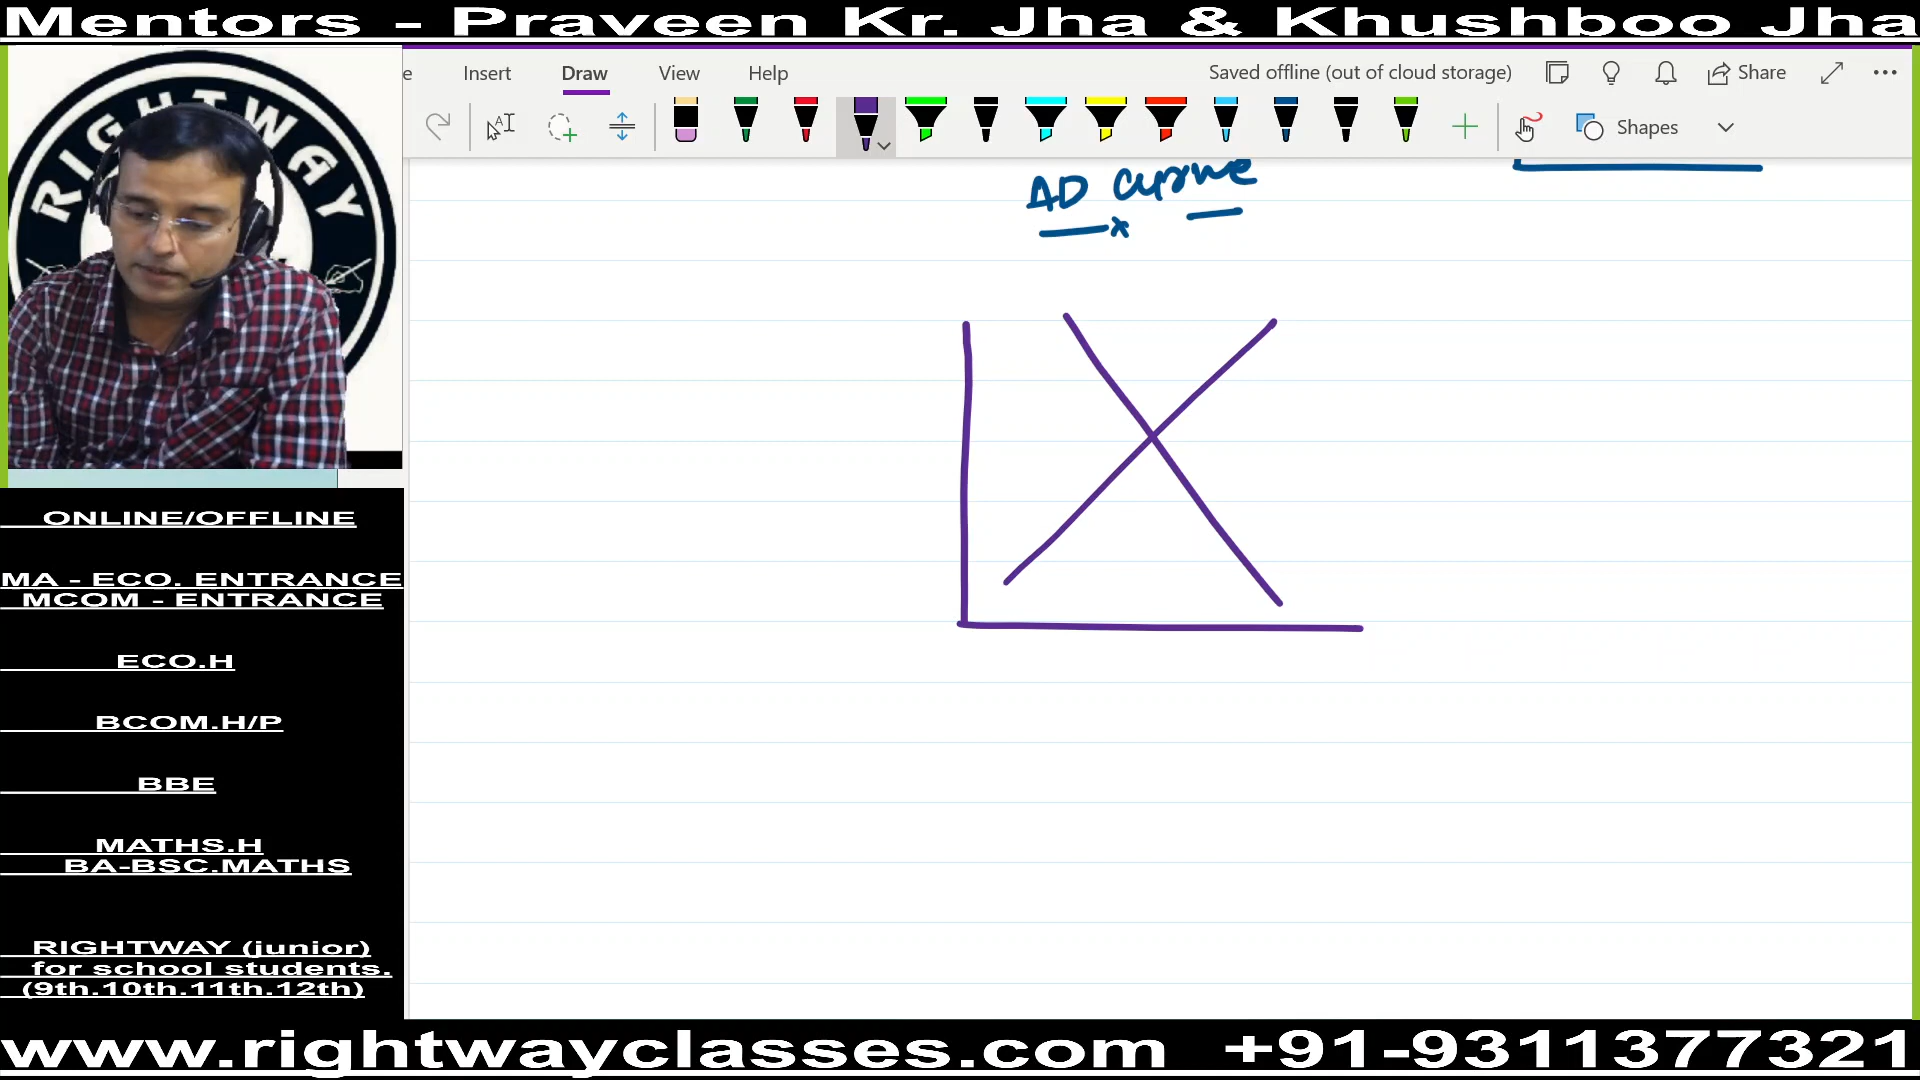 Mentors - Praveen Kr. Jha & Khushboo Jha
RIGHTWAY
e Insert Draw View Help
Saved offline (out of cloud storage) Share
Shapes
AD curve
ONLINE/OFFLINE
MA - ECO. ENTRANCE
MCOM - ENTRANCE
ECO.H
BCOM.H/P
BBE
MATHS.H
BA-BSC.MATHS
RIGHTWAY (junior)
for school students.
(9th.10th.11th.12th)
www.rightwayclasses.com +91-9311377321